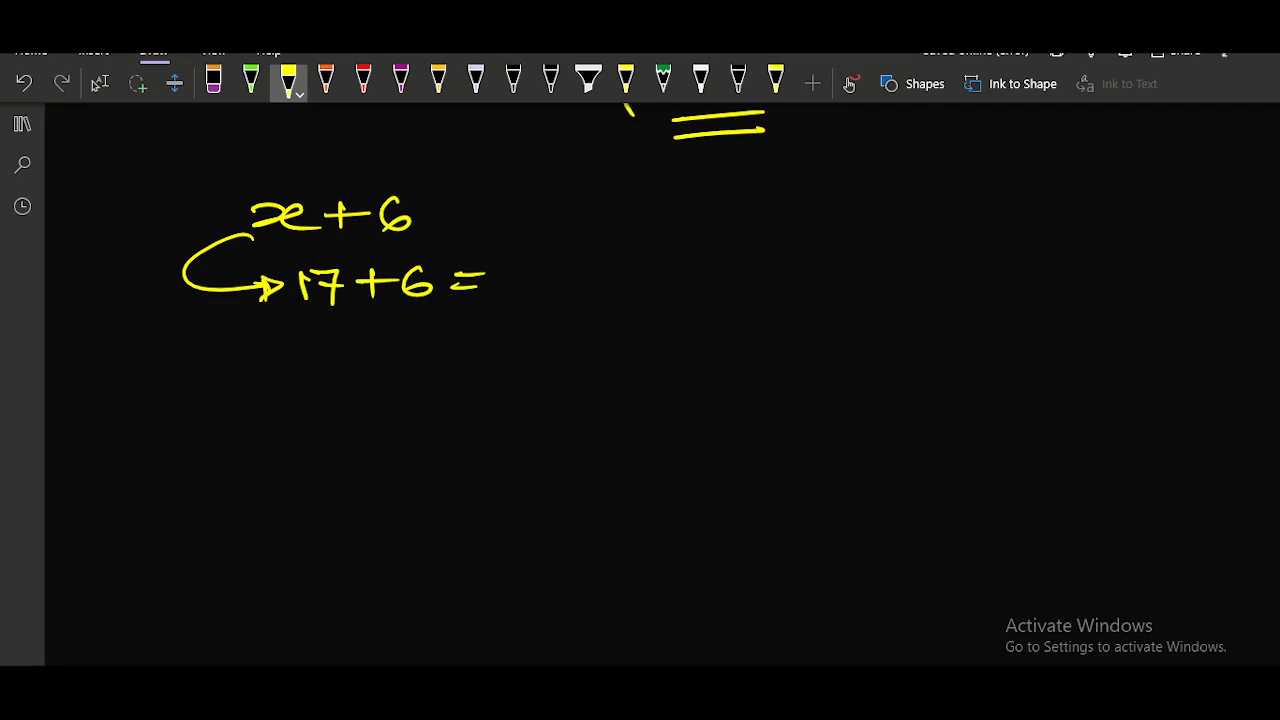 Ink to Shape
Shapes
Ink to Text
x + 6
17 + 6 =
Activate Windows
Go to Settings to activate Windows.